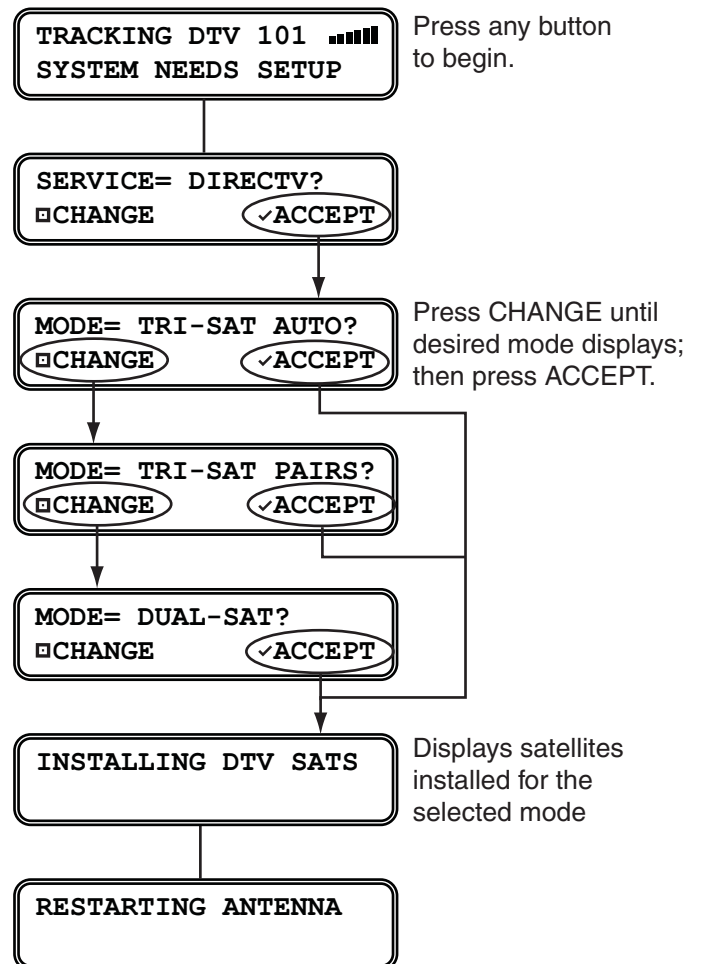 TRACKING DTV 101
SYSTEM NEEDS SETUP
Press any button
to begin.
SERVICE= DIRECTV?
CHANGE ✓ACCEPT
MODE= TRI-SAT AUTO?
CHANGE ✓ACCEPT
Press CHANGE until
desired mode displays;
then press ACCEPT.
MODE= TRI-SAT PAIRS?
CHANGE ✓ACCEPT
MODE= DUAL-SAT?
CHANGE ✓ACCEPT
INSTALLING DTV SATS
Displays satellites
installed for the
selected mode
RESTARTING ANTENNA